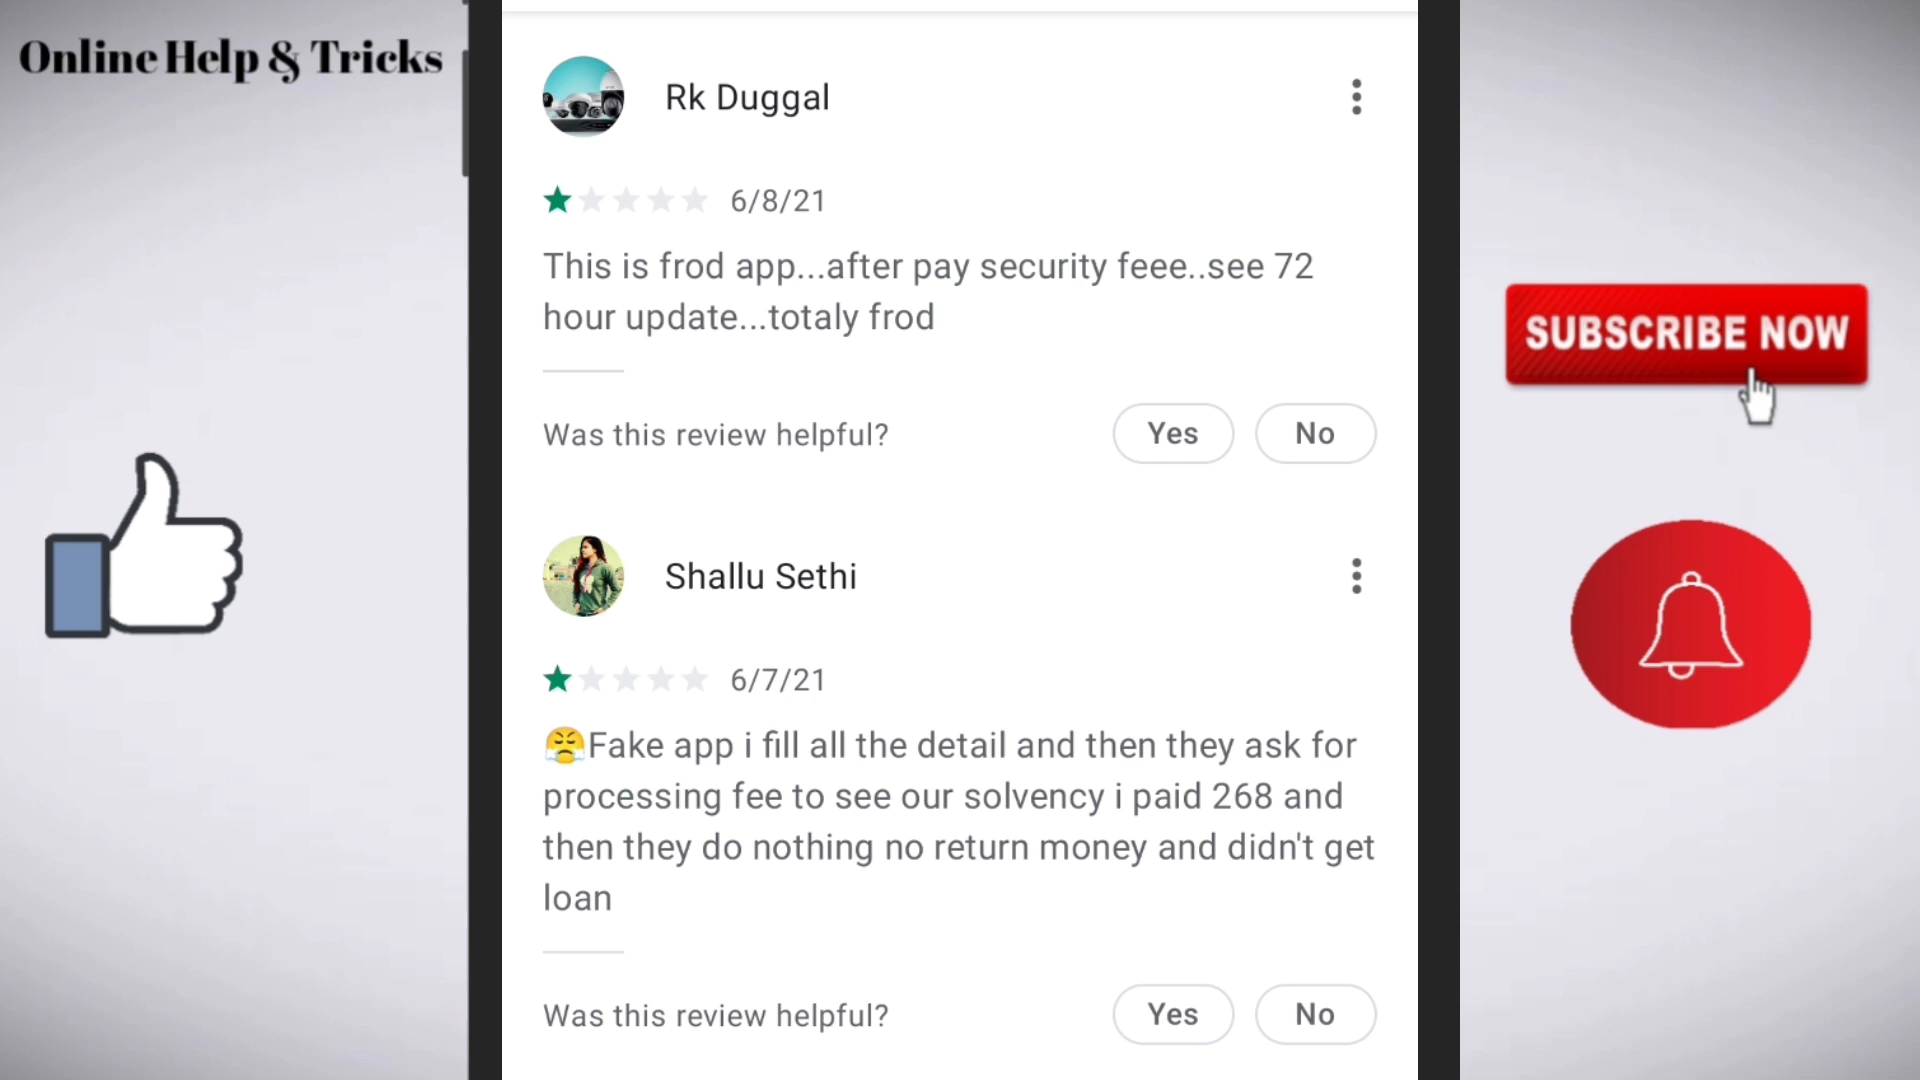 Online Help & Tricks
Rk Duggal
6/8/21
This is frod app...after pay security feee..see 72
hour update...totaly frod
Was this review helpful?
Yes
No
Shallu Sethi
6/7/21
😤Fake app i fill all the detail and then they ask for
processing fee to see our solvency i paid 268 and
then they do nothing no return money and didn't get
loan
Was this review helpful?
Yes
No
SUBSCRIBE NOW